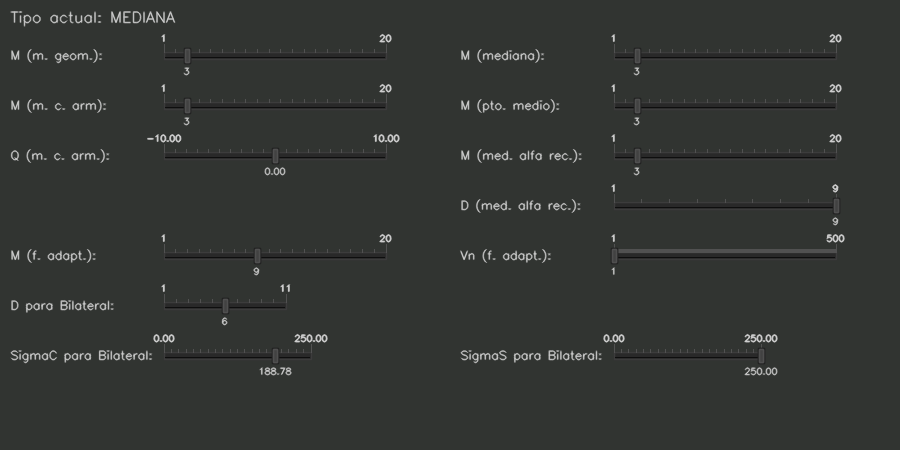 Tipo actual: MEDIANA
1 20 1 20
M (m. geom.): M (mediana):
3 3
1 20 1 20
M (m. c. arm): M (pto. medio):
3 3
-10.00 10.00 1 20
Q (m. c. arm.): M (med. alfa rec.):
0.00 3
1 9
D (med. alfa rec.):
9
1 20 1 500
M (f. adapt.): Vn (f. adapt.):
9 1
1 11
D para Bilateral:
6
0.00 250.00 0.00 250.00
SigmaC para Bilateral: SigmaS para Bilateral:
188.78 250.00